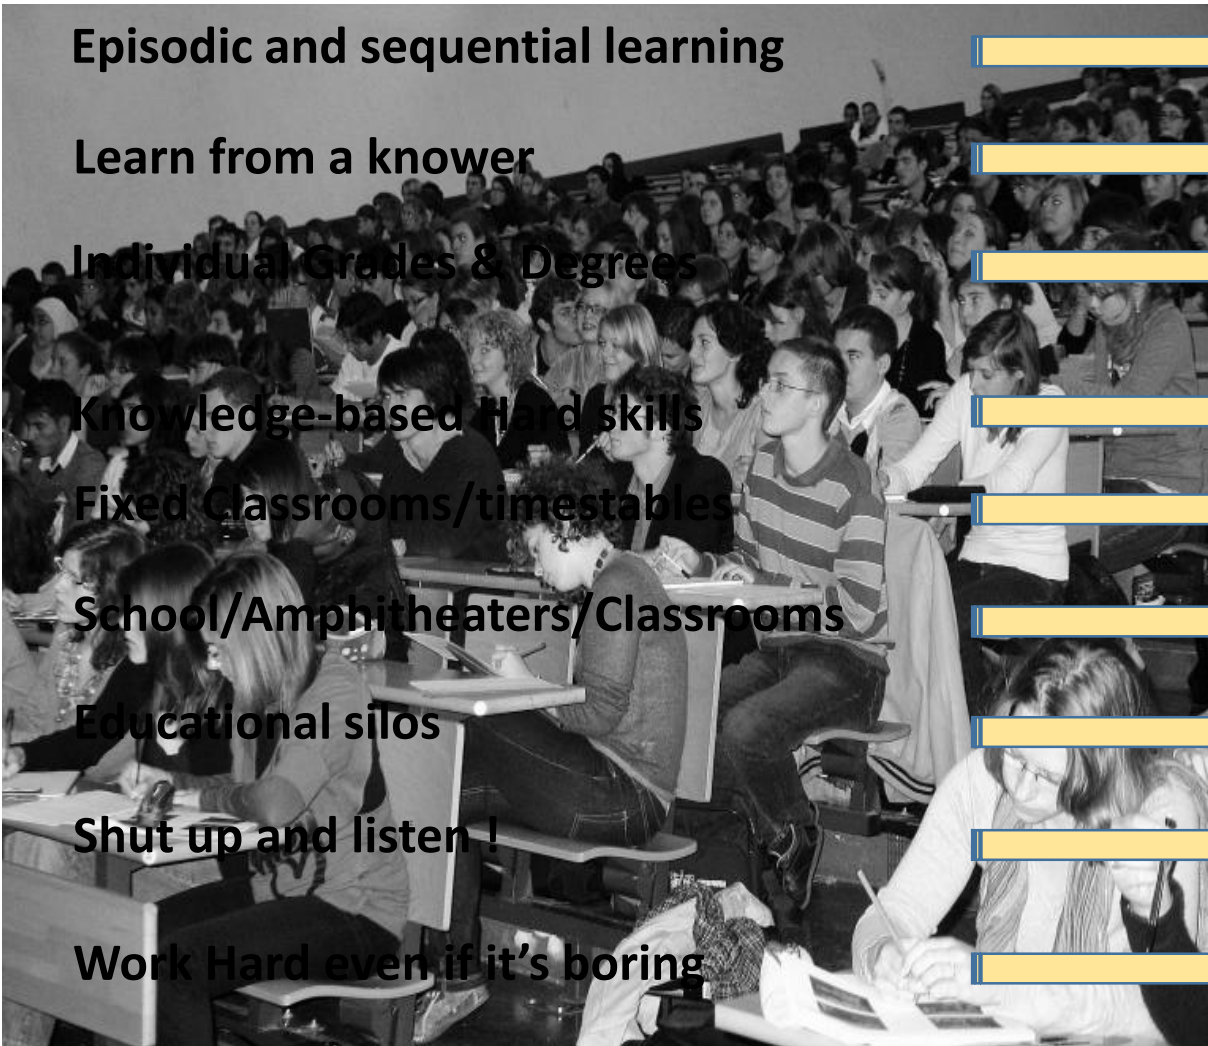 Episodic and sequential learning
Learn from a knower
Individual Grades & Degrees
Knowledge-based Hard skills
Fixed Classrooms/timestables
School/Amphitheaters/Classrooms
Educational silos
Shut up and listen !
Work Hard even if it’s boring